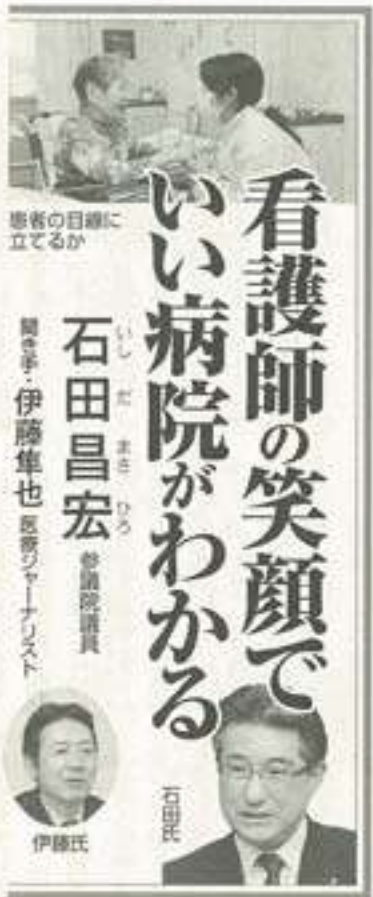 看護師の笑顔で
いい病院がわかる
患者の目線に
立てるか
石田昌宏
いしだまさひろ
参議院議員
聞き手・伊藤隼也 医療ジャーナリスト
石田氏
伊藤氏